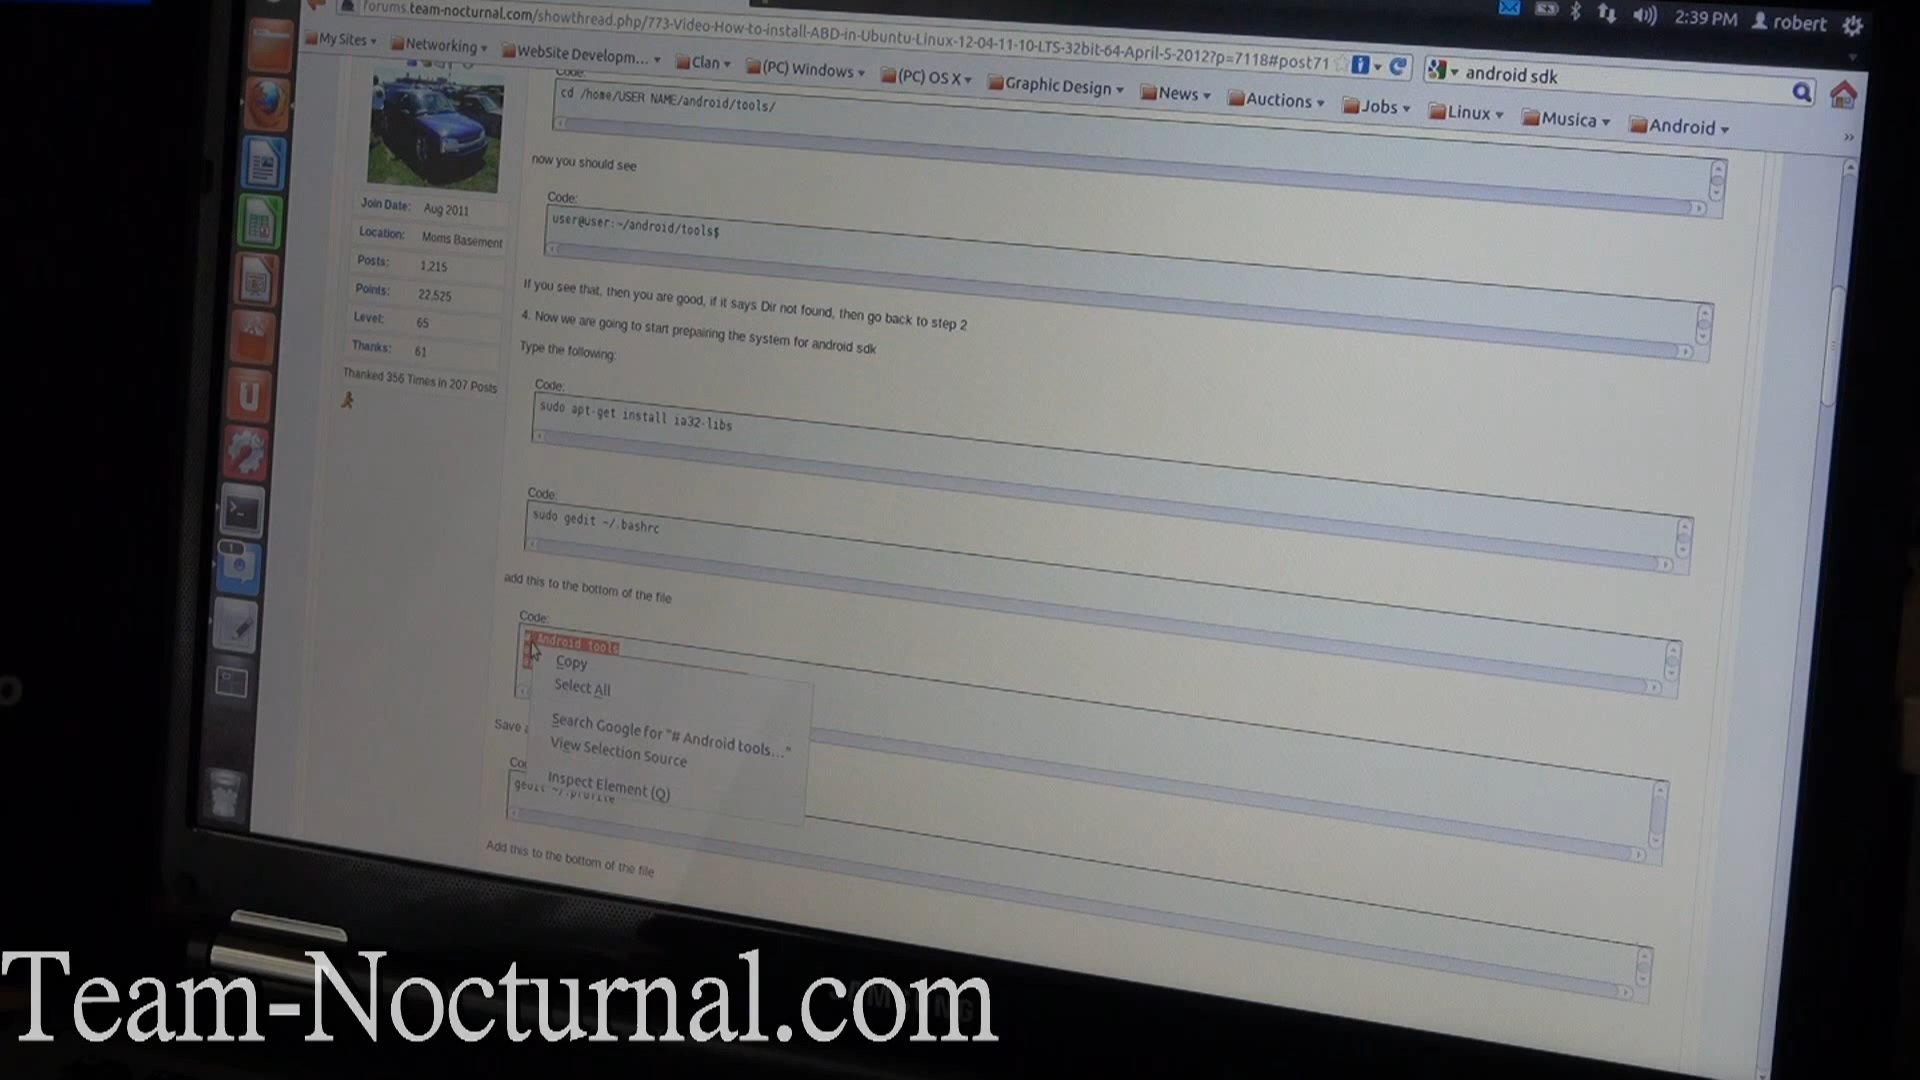 2:39 PM robert
forums.team-nocturnal.com/showthread.php/773-Video-How-to-install-ABD-in-Ubuntu-Linux-12-04-11-10-LTS-32bit-64-April-5-2012?p=7118#post71
android sdk
My Sites Networking WebSite Developm... Clan (PC) Windows (PC) OS X Graphic Design News Auctions Jobs Linux Musica Android
Code:
cd /home/USER NAME/android/tools/
now you should see
Code:
user@user:~/android/tools$
Join Date: Aug 2011
Location: Moms Basement
Posts: 1,215
Points: 22,525
Level: 65
Thanks: 61
Thanked 356 Times in 207 Posts
If you see that, then you are good, if it says Dir not found, then go back to step 2
4. Now we are going to start prepairing the system for android sdk
Type the following:
Code:
sudo apt-get install ia32-libs
Code:
sudo gedit ~/.bashrc
add this to the bottom of the file
Code:
# Android tools
Copy
Select All
Search Google for "# Android tools..."
View Selection Source
Inspect Element (Q)
Save
gedit ~/.profile
Add this to the bottom of the file
SAMSUNG
Team-Nocturnal.com